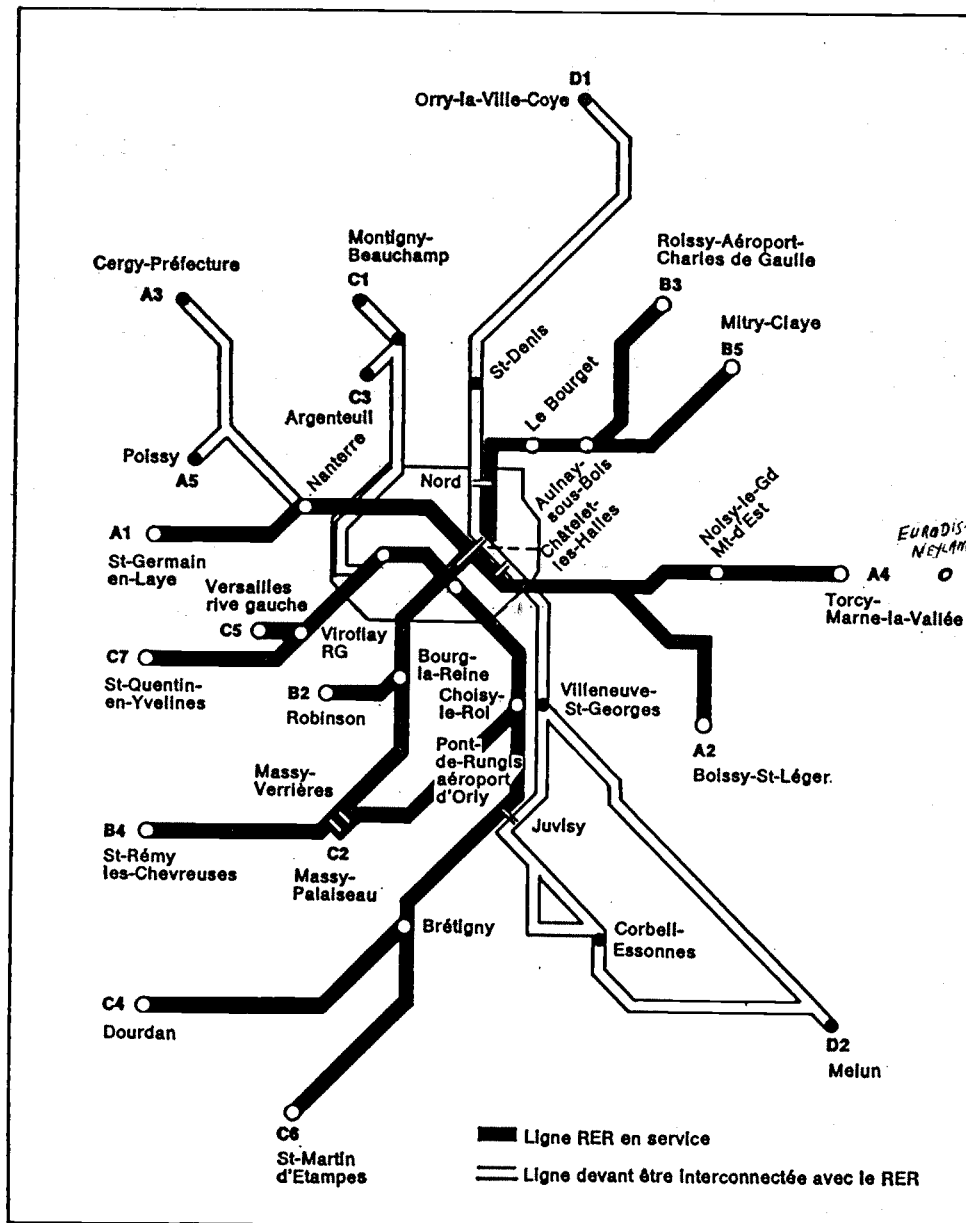 D1
Orry-la-Ville-Coye
Montigny-
Beauchamp
C1
Cergy-Préfecture
A3
Roissy-Aéroport-
Charles de Gaulle
B3
Mitry-Claye
B5
St-Denis
C3
Argenteuil
Le Bourget
Poissy
A5
Nanterre
Nord
Aulnay-
sous-Bois
Châtelet-
les-Halles
Noisy-le-Gd
Mt-d'Est
EURODIS-
NEYLAN
A1
St-Germain
en-Laye
A4
Torcy-
Marne-la-Vallée
Versailles
rive gauche
C5
Viroflay
RG
C7
St-Quentin-
en-Yvelines
Bourg-
la-Reine
B2
Robinson
Choisy-
le-Roi
Villeneuve-
St-Georges
A2
Boissy-St-Léger.
Pont-
de-Rungis
aéroport
d'Orly
Massy-
Verrières
B4
St-Rémy
les-Chevreuses
C2
Massy-
Palaiseau
Juvisy
Brétigny
Corbeil-
Essonnes
C4
Dourdan
D2
Melun
C6
St-Martin
d'Etampes
Ligne RER en service
Ligne devant être interconnectée avec le RER